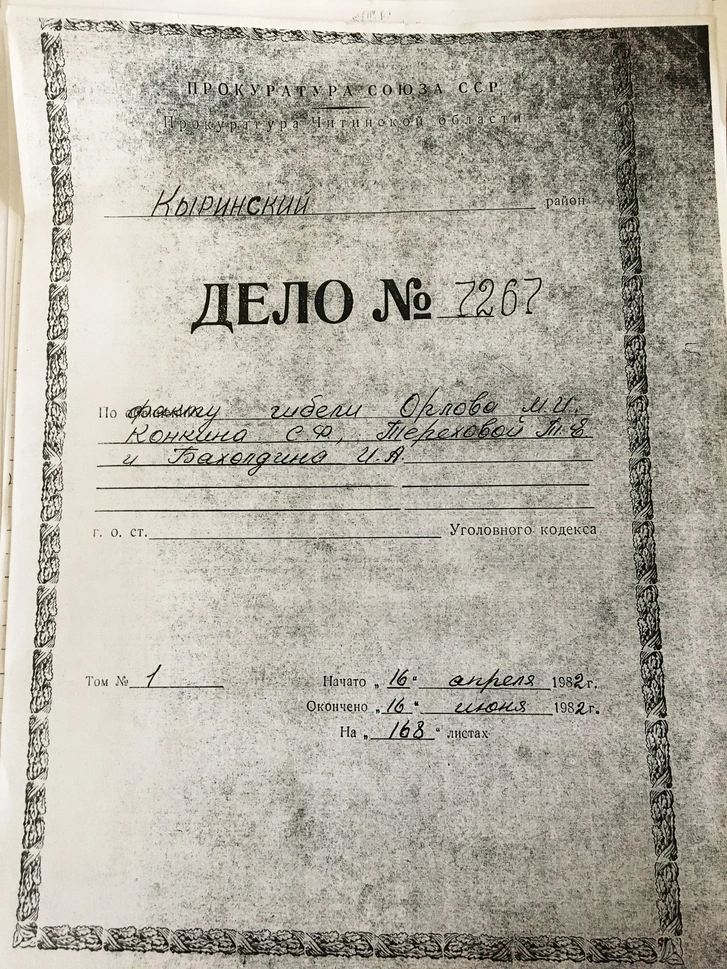 ПРОКУРАТУРА СОЮЗА ССР
Прокуратура Читинской области
Кыринский район
ДЕЛО № 7267
По факту гибели Орлова М.И.
Конкина С.Ф., Тереховой Т.Е
и Бахолдина И.А.
г. о. ст. Уголовного кодекса
Том № 1 Начато „ 16 " апреля 1982 г.
Окончено „ 16 " июня 1982 г.
На „ 168 " листах